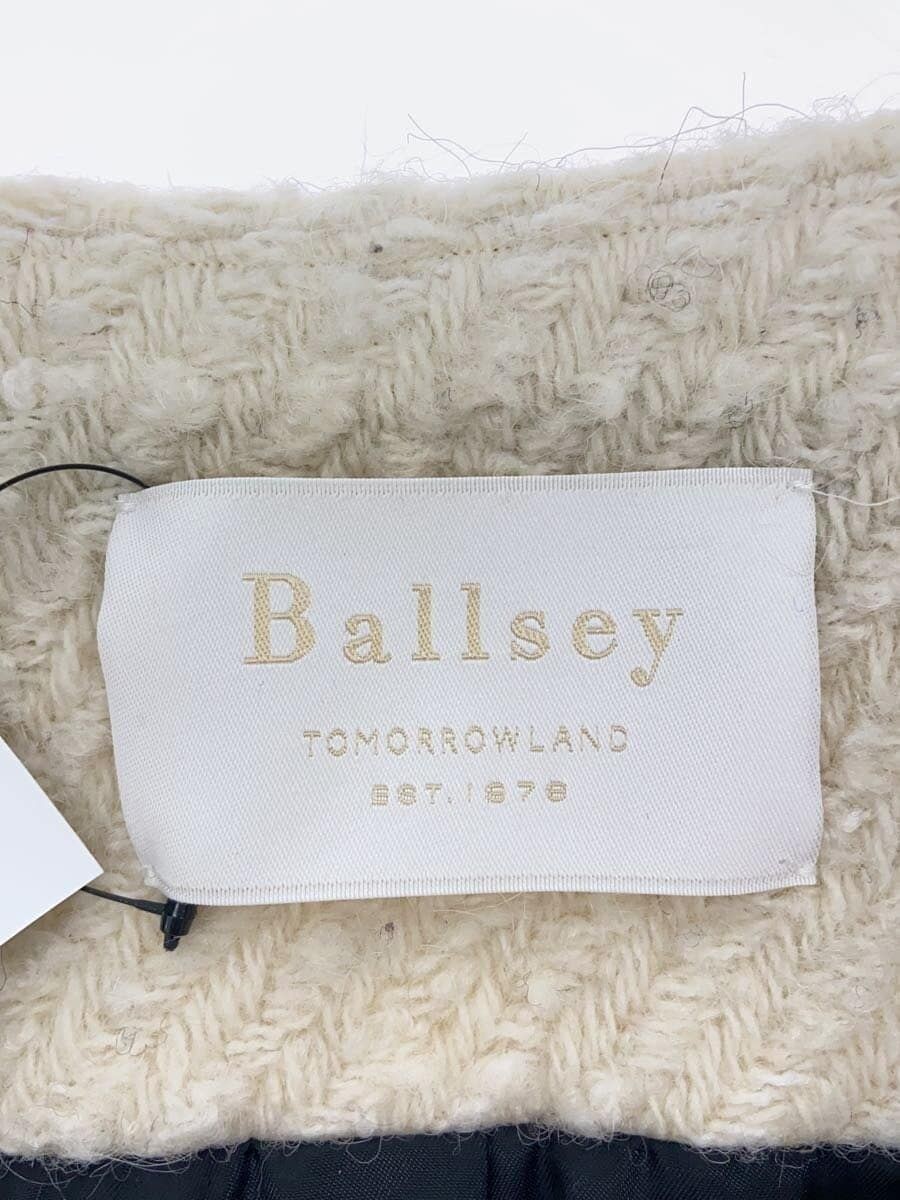 Ballsey
TOMORROWLAND
EST. 1978